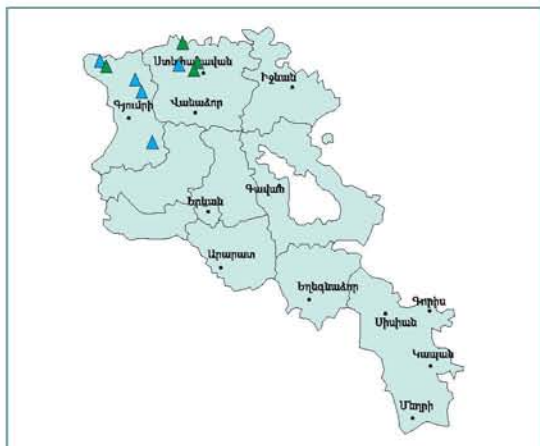 Ստեփանավան
Իջևան
Գյումրի
Վանաձոր
Գավառ
Երևան
Արարատ
Եղեգնաձոր
Գորիս
Սիսիան
Կապան
Մեղրի